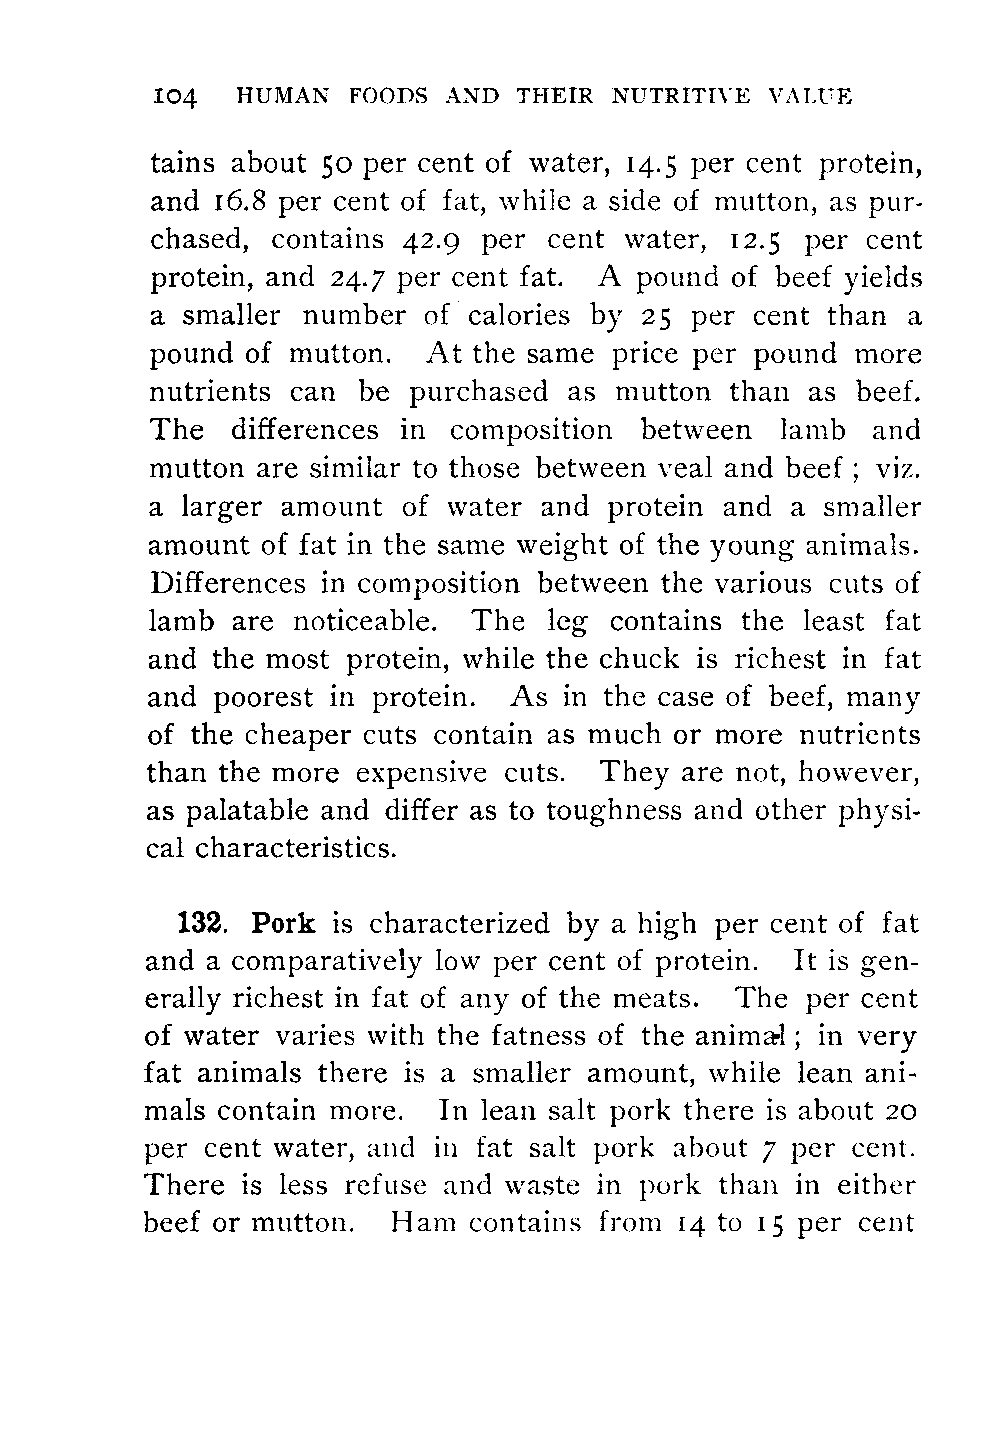 104 HUMAN FOODS AND THEIR NUTRITIVE VALUE
tains about 50 per cent of water, 14.5 per cent protein,
and 16.8 per cent of fat, while a side of mutton, as pur-
chased, contains 42.9 per cent water, 12.5 per cent
protein, and 24.7 per cent fat. A pound of beef yields
a smaller number of calories by 25 per cent than a
pound of mutton. At the same price per pound more
nutrients can be purchased as mutton than as beef.
The differences in composition between lamb and
mutton are similar to those between veal and beef ; viz.
a larger amount of water and protein and a smaller
amount of fat in the same weight of the young animals.
Differences in composition between the various cuts of
lamb are noticeable. The leg contains the least fat
and the most protein, while the chuck is richest in fat
and poorest in protein. As in the case of beef, many
of the cheaper cuts contain as much or more nutrients
than the more expensive cuts. They are not, however,
as palatable and differ as to toughness and other physi-
cal characteristics.
132. Pork is characterized by a high per cent of fat
and a comparatively low per cent of protein. It is gen-
erally richest in fat of any of the meats. The per cent
of water varies with the fatness of the animal ; in very
fat animals there is a smaller amount, while lean ani-
mals contain more. In lean salt pork there is about 20
per cent water, and in fat salt pork about 7 per cent.
There is less refuse and waste in pork than in either
beef or mutton. Ham contains from 14 to 15 per cent